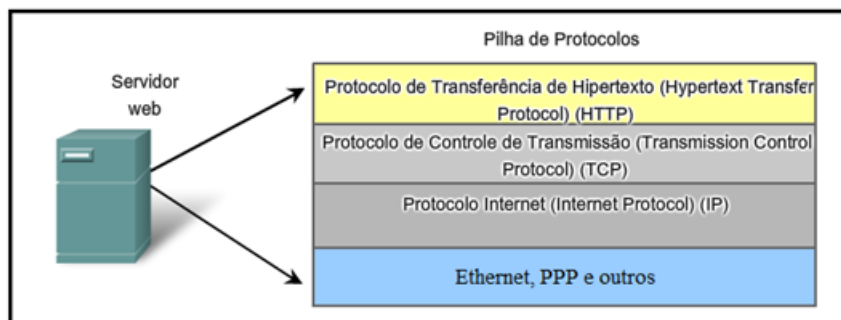 Pilha de Protocolos
Servidor
web
Protocolo de Transferência de Hipertexto (Hypertext Transfer
Protocol) (HTTP)
Protocolo de Controle de Transmissão (Transmission Control
Protocol) (TCP)
Protocolo Internet (Internet Protocol) (IP)
Ethernet, PPP e outros